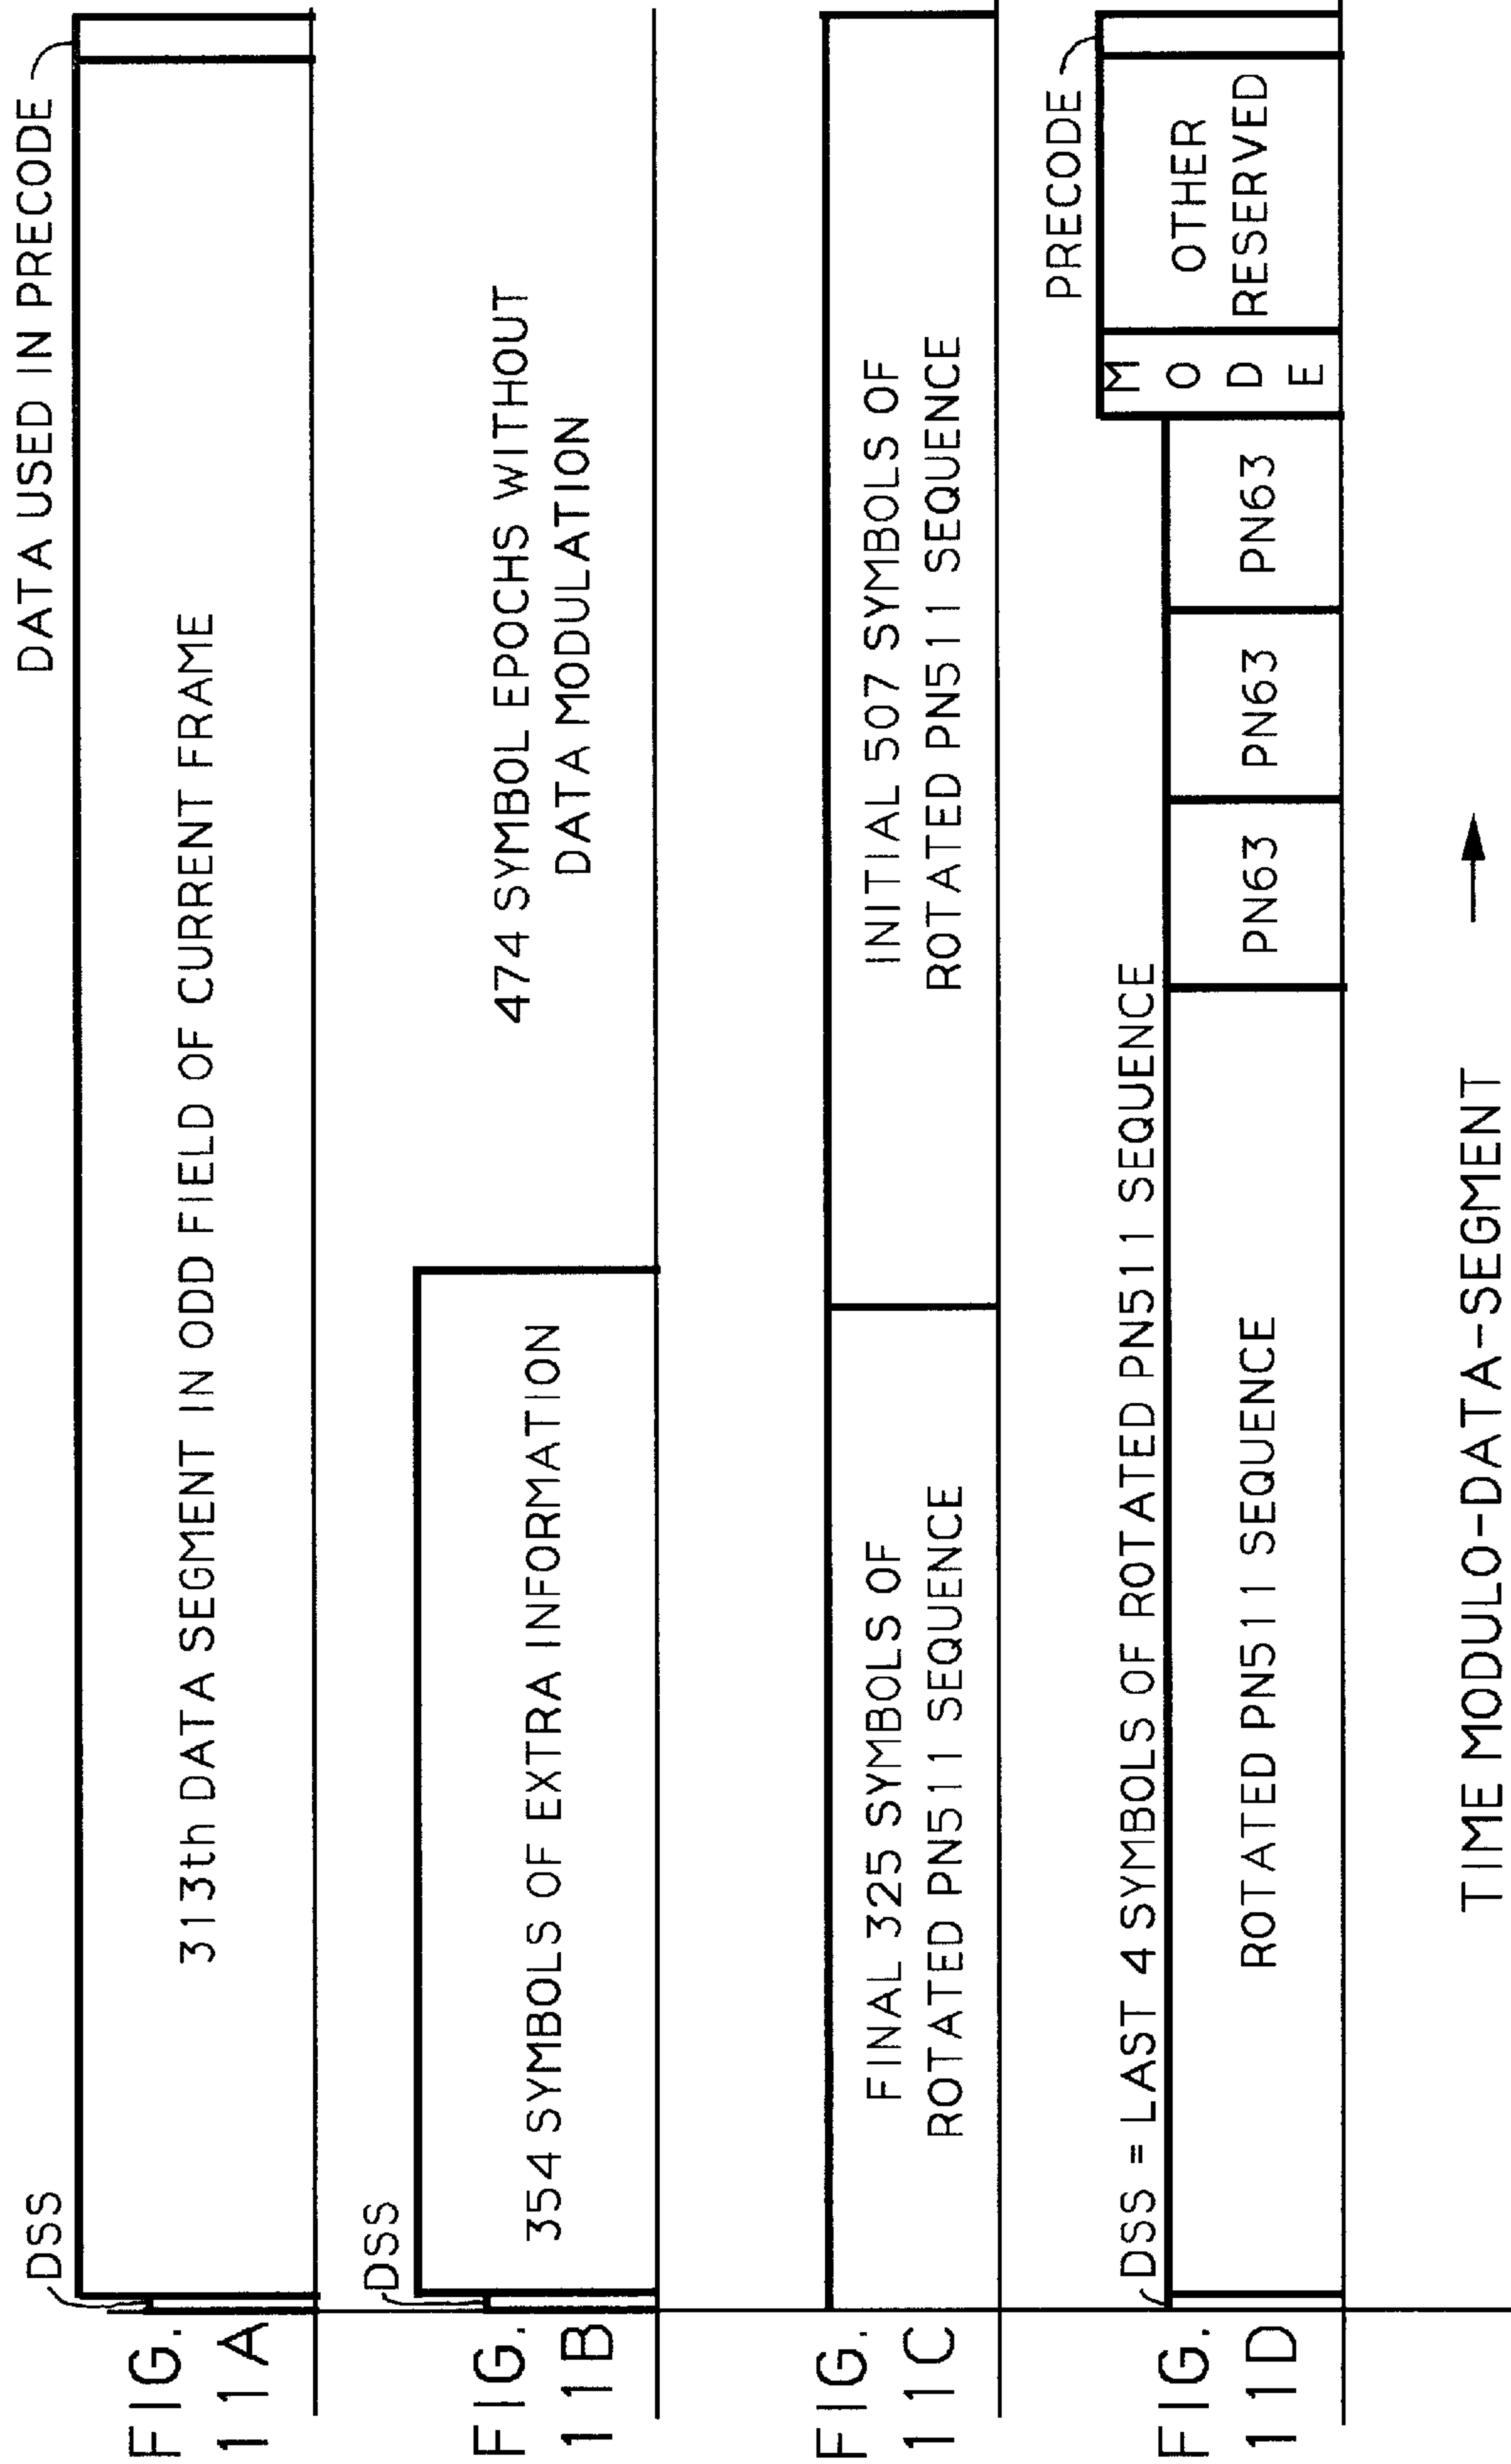 FIG.
11A
DSS
DATA USED IN PRECODE
313th DATA SEGMENT IN ODD FIELD OF CURRENT FRAME
FIG.
11B
DSS
354 SYMBOLS OF EXTRA INFORMATION
474 SYMBOL EPOCHS WITHOUT
DATA MODULATION
FIG.
11C
FINAL 325 SYMBOLS OF
ROTATED PN511 SEQUENCE
INITIAL 507 SYMBOLS OF
ROTATED PN511 SEQUENCE
FIG.
11D
DSS = LAST 4 SYMBOLS OF ROTATED PN511 SEQUENCE
PRECODE
ROTATED PN511 SEQUENCE
PN63
PN63
PN63
M
O
D
E
OTHER
RESERVED
TIME MODULO-DATA-SEGMENT